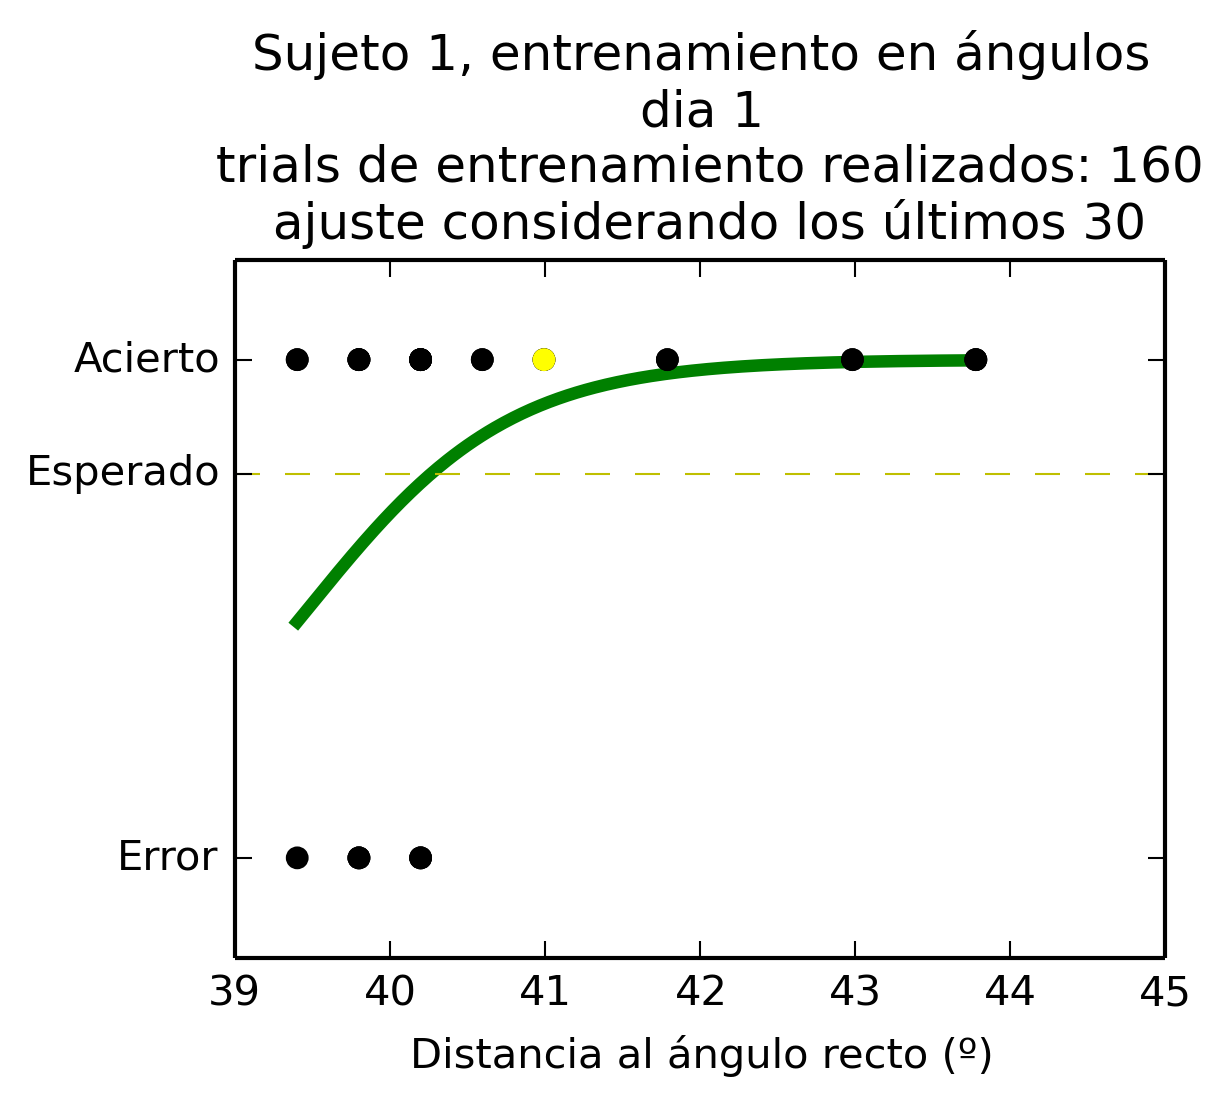 Sujeto 1, entrenamiento en ángulos
dia 1
trials de entrenamiento realizados: 160
ajuste considerando los últimos 30
Acierto
Esperado
Error
39 40 41 42 43 44 45
Distancia al ángulo recto (º)